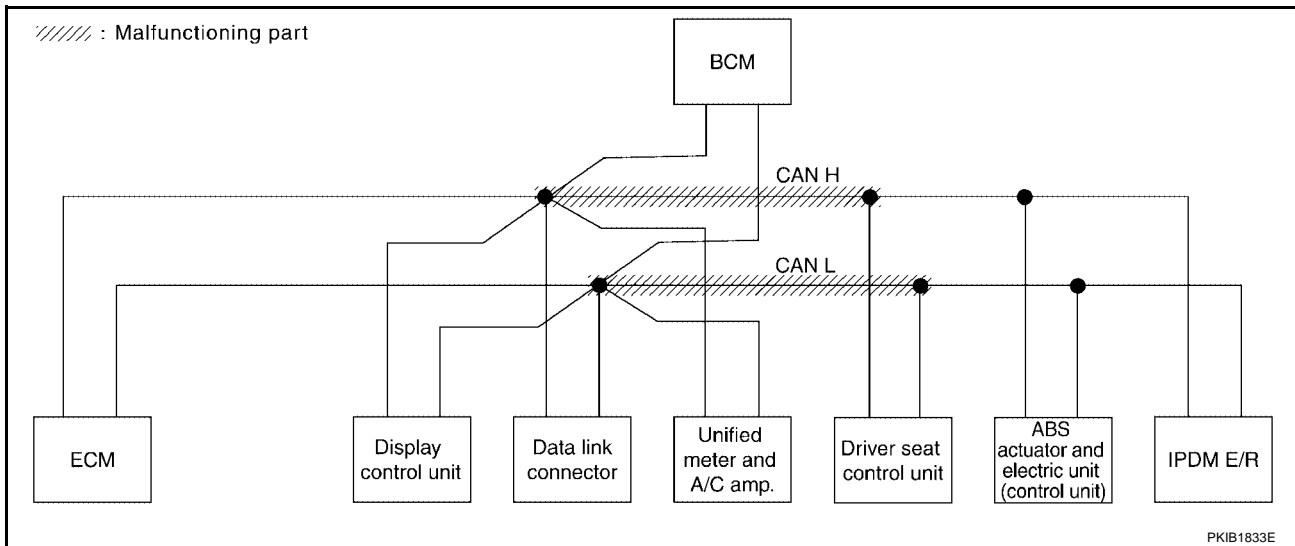 ///// : Malfunctioning part
BCM
CAN H
CAN L
ECM
Display
control unit
Data link
connector
Unified
meter and
A/C amp.
Driver seat
control unit
ABS
actuator and
electric unit
(control unit)
IPDM E/R
PKIB1833E